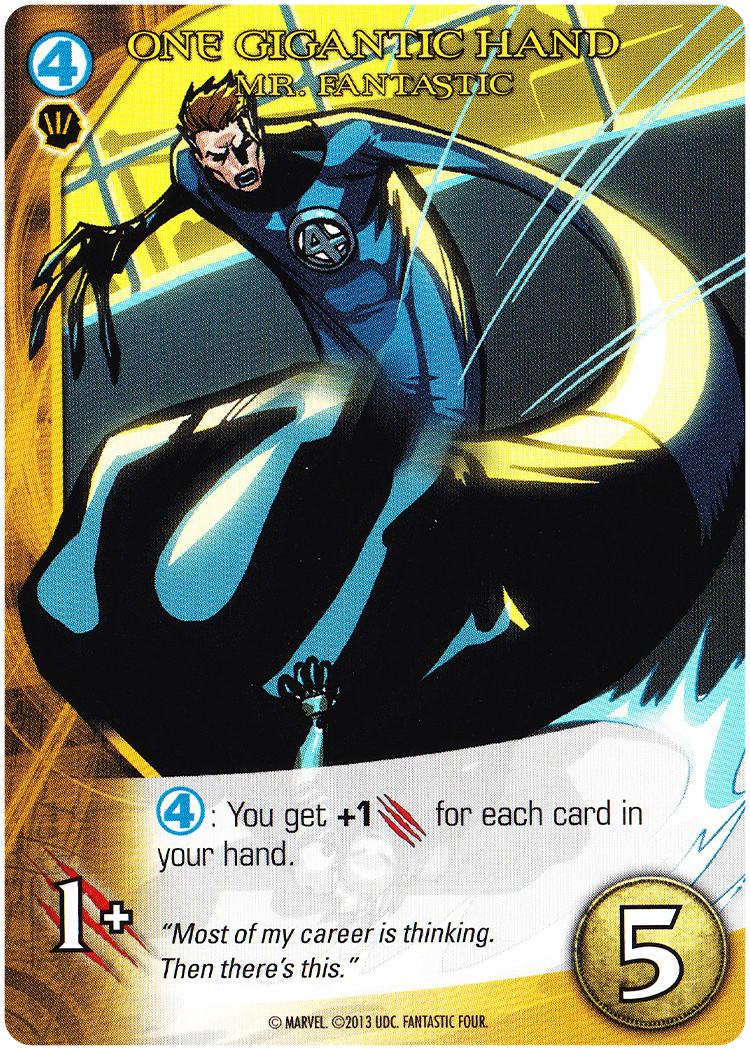 4
ONE GIGANTIC HAND
MR. FANTASTIC
4
4: You get +1 for each card in
your hand.
1+
"Most of my career is thinking.
Then there's this."
5
© MARVEL. ©2013 UDC. FANTASTIC FOUR.